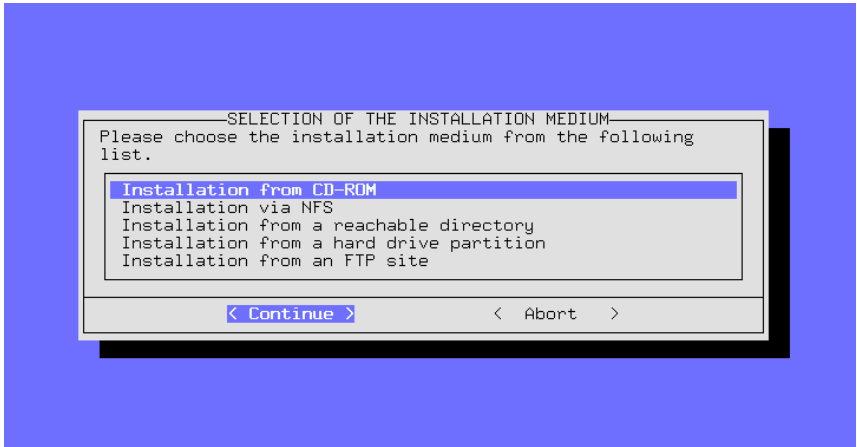 SELECTION OF THE INSTALLATION MEDIUM
Please choose the installation medium from the following
list.
Installation from CD-ROM
Installation via NFS
Installation from a reachable directory
Installation from a hard drive partition
Installation from an FTP site
< Continue > < Abort >